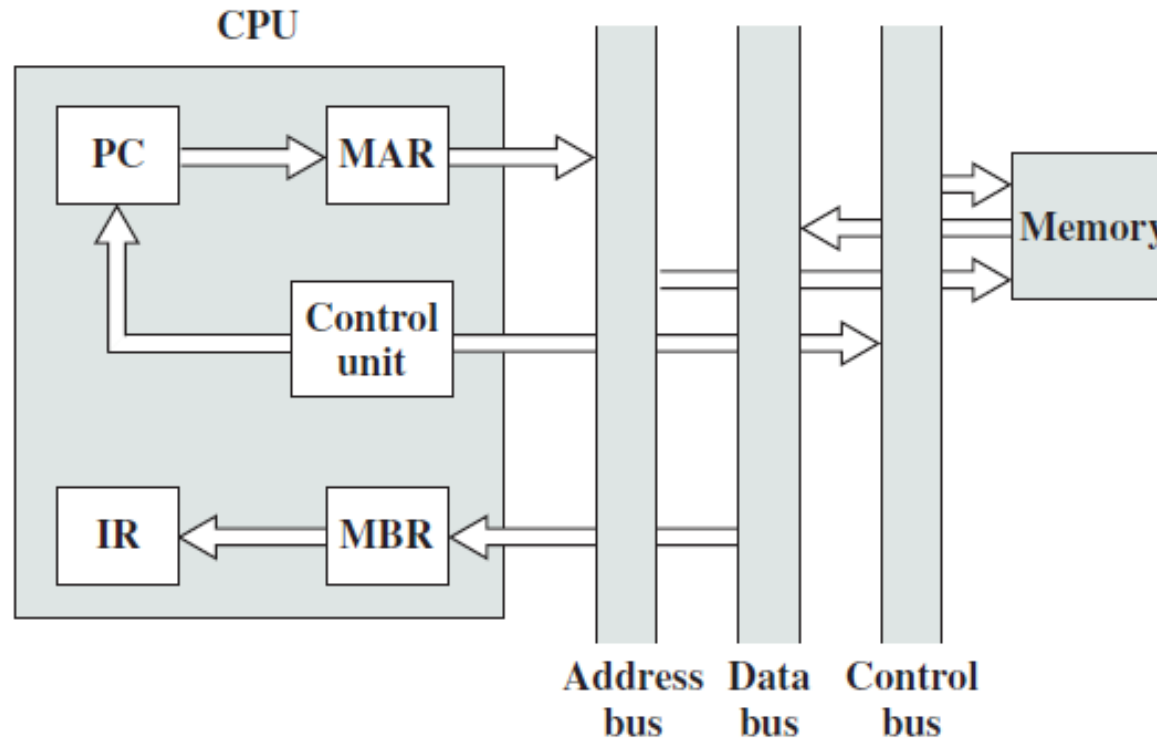 CPU
PC
MAR
Memory
Control
unit
IR
MBR
Address
bus
Data
bus
Control
bus